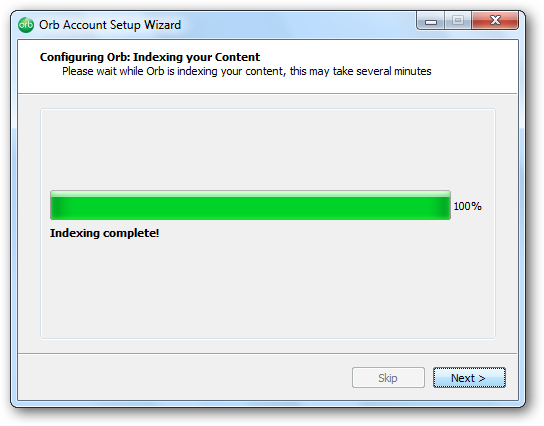 orb Orb Account Setup Wizard
Configuring Orb: Indexing your Content
Please wait while Orb is indexing your content, this may take several minutes
100%
Indexing complete!
Skip Next >